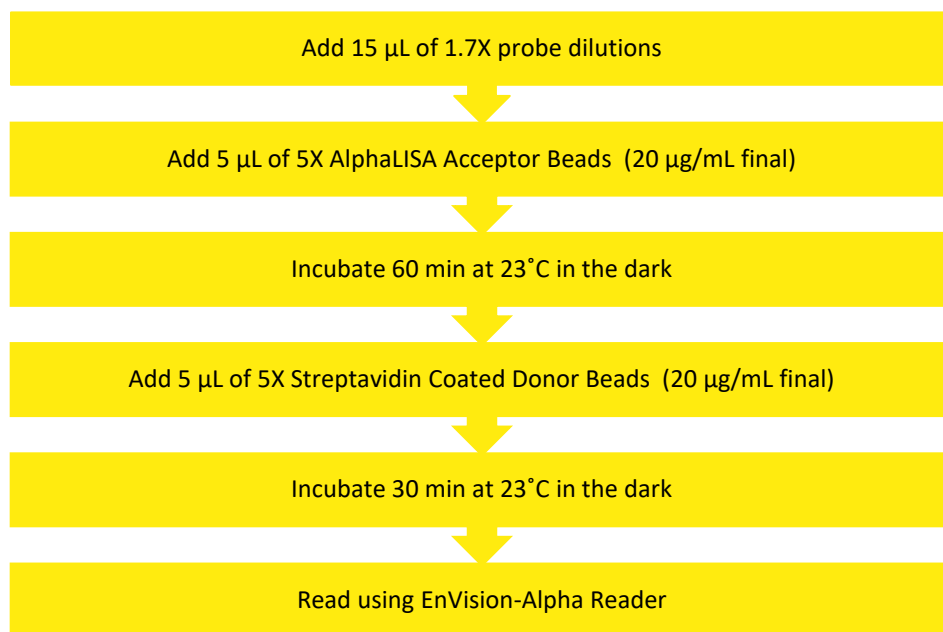 Add 15 µL of 1.7X probe dilutions
Add 5 µL of 5X AlphaLISA Acceptor Beads  (20 µg/mL final)
Incubate 60 min at 23˚C in the dark
Add 5 µL of 5X Streptavidin Coated Donor Beads  (20 µg/mL final)
Incubate 30 min at 23˚C in the dark
Read using EnVision-Alpha Reader